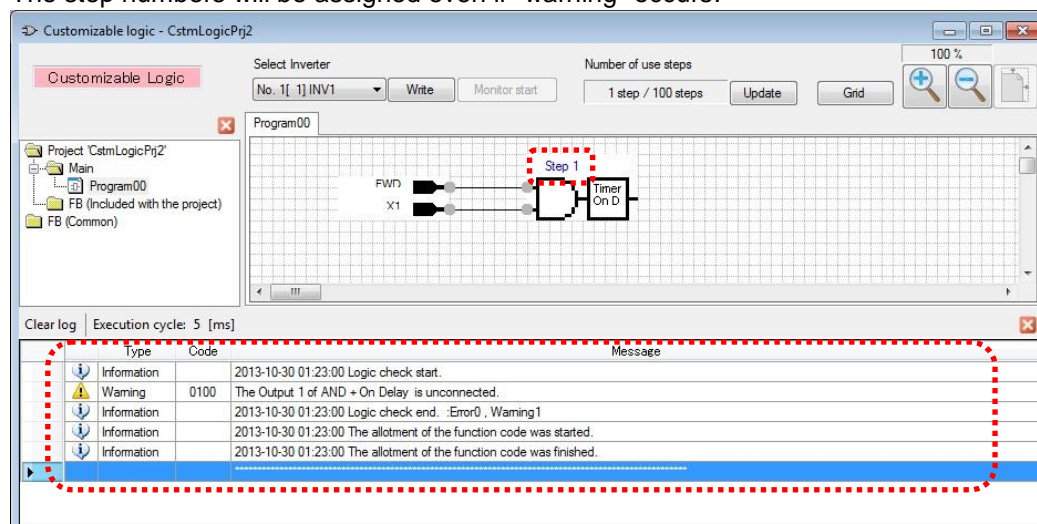 The step numbers will be assigned even if "warning" occurs.
Customizable logic - CstmLogicPrj2
Customizable Logic
Select Inverter
No. 1[ 1] INV1
Write
Monitor start
Number of use steps
1 step / 100 steps
Update
Grid
100 %
Project 'CstmLogicPrj2'
Main
Program00
FB (Included with the project)
FB (Common)
Program00
Step 1
FWD
X1
Timer
On D
Clear log
Execution cycle: 5 [ms]
Type Code Message
Information 2013-10-30 01:23:00 Logic check start.
Warning 0100 The Output 1 of AND + On Delay is unconnected.
Information 2013-10-30 01:23:00 Logic check end. :Error0 , Warning1
Information 2013-10-30 01:23:00 The allotment of the function code was started.
Information 2013-10-30 01:23:00 The allotment of the function code was finished.